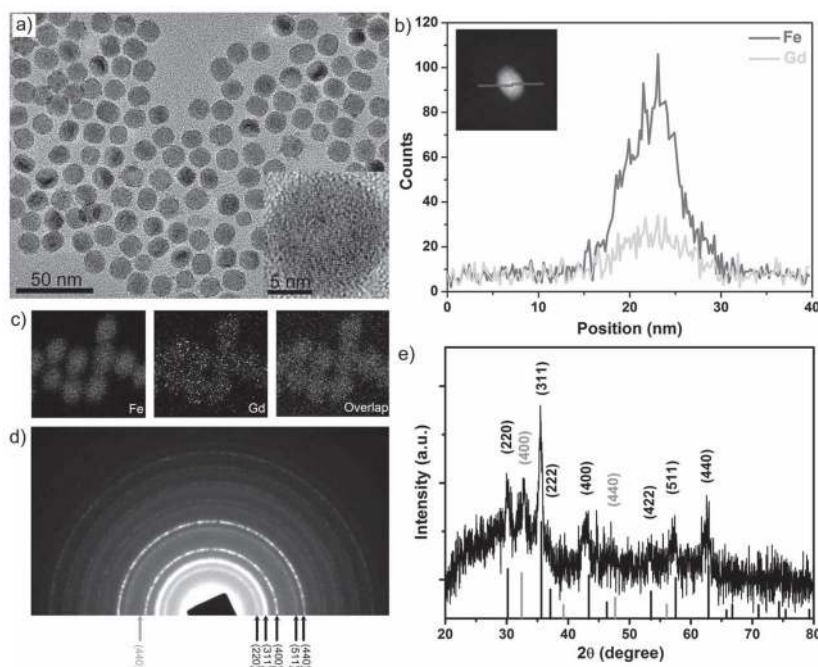 a)
50 nm
5 nm
b)
120
100
80
60
40
20
0
Counts
Fe
Gd
0 10 20 30 40
Position (nm)
c)
Fe
Gd
Overlap
d)
(440)
(220)
(311)
(400)
(511)
(440)
e)
Intensity (a.u.)
(220)
(400)
(311)
(222)
(400)
(440)
(422)
(511)
(440)
20 30 40 50 60 70 80
2θ (degree)